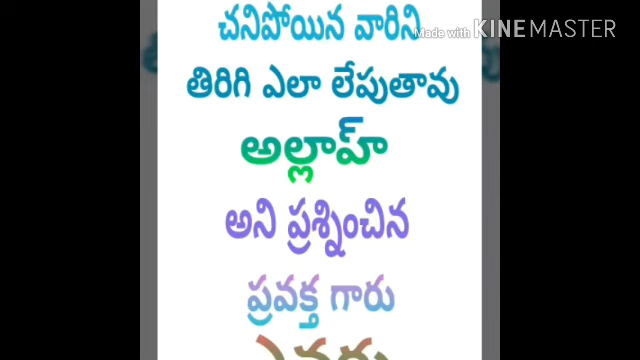 చనిపోయిన వారిని
Made with KINEMASTER
తిరిగి ఎలా లేపుతావు
అల్లాహ్
అని ప్రశ్నించిన
ప్రవక్త గారు